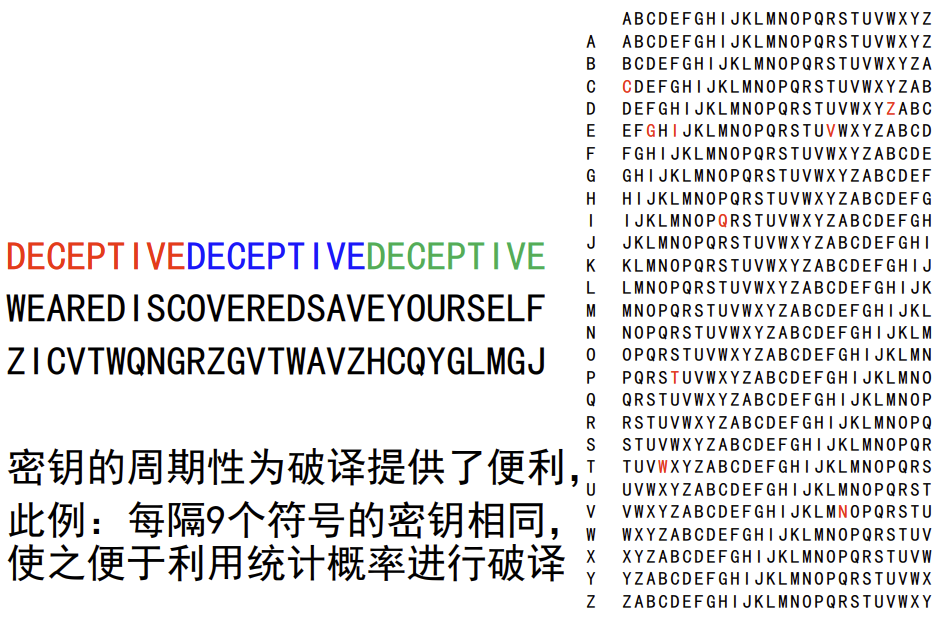 DECEPTIVEDECEPTIVEDECEPTIVE
WEAREDISCOVEREDSAVEYOURSELF
ZICVTWQNGRZGVTWAVZHCQYGLMGJ
密钥的周期性为破译提供了便利，
此例：每隔9个符号的密钥相同，
使之便于利用统计概率进行破译
ABCDEFGHIJKLMNOPQRSTUVWXYZ
A ABCDEFGHIJKLMNOPQRSTUVWXYZ
B BCDEFGHIJKLMNOPQRSTUVWXYZA
C CDEFGHIJKLMNOPQRSTUVWXYZAB
D DEFGHIJKLMNOPQRSTUVWXYZABC
E EFGHIJKLMNOPQRSTUVWXYZABCD
F FGHIJKLMNOPQRSTUVWXYZABCDE
G GHIJKLMNOPQRSTUVWXYZABCDEF
H HIJKLMNOPQRSTUVWXYZABCDEFG
I IJKLMNOPQRSTUVWXYZABCDEFGH
J JKLMNOPQRSTUVWXYZABCDEFGHI
K KLMNOPQRSTUVWXYZABCDEFGHIJ
L LMNOPQRSTUVWXYZABCDEFGHIJK
M MNOPQRSTUVWXYZABCDEFGHIJKL
N NOPQRSTUVWXYZABCDEFGHIJKLM
O OPQRSTUVWXYZABCDEFGHIJKLMN
P PQRSTUVWXYZABCDEFGHIJKLMNO
Q QRSTUVWXYZABCDEFGHIJKLMNOP
R RSTUVWXYZABCDEFGHIJKLMNOPQ
S STUVWXYZABCDEFGHIJKLMNOPQR
T TUVWXYZABCDEFGHIJKLMNOPQRS
U UVWXYZABCDEFGHIJKLMNOPQRST
V VWXYZABCDEFGHIJKLMNOPQRSTU
W WXYZABCDEFGHIJKLMNOPQRSTUV
X XYZABCDEFGHIJKLMNOPQRSTUVW
Y YZABCDEFGHIJKLMNOPQRSTUVWX
Z ZABCDEFGHIJKLMNOPQRSTUVWXY